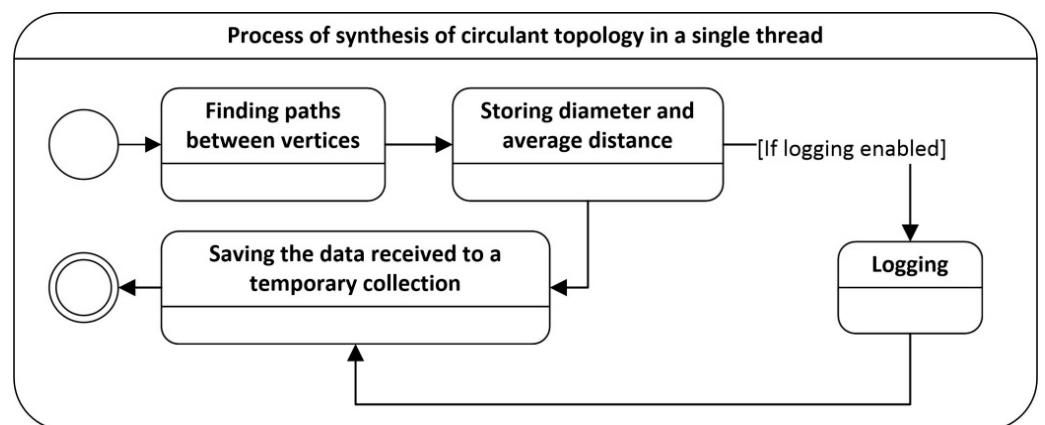 Process of synthesis of circulant topology in a single thread
Finding paths
between vertices
Storing diameter and
average distance
[If logging enabled]
Saving the data received to a
temporary collection
Logging